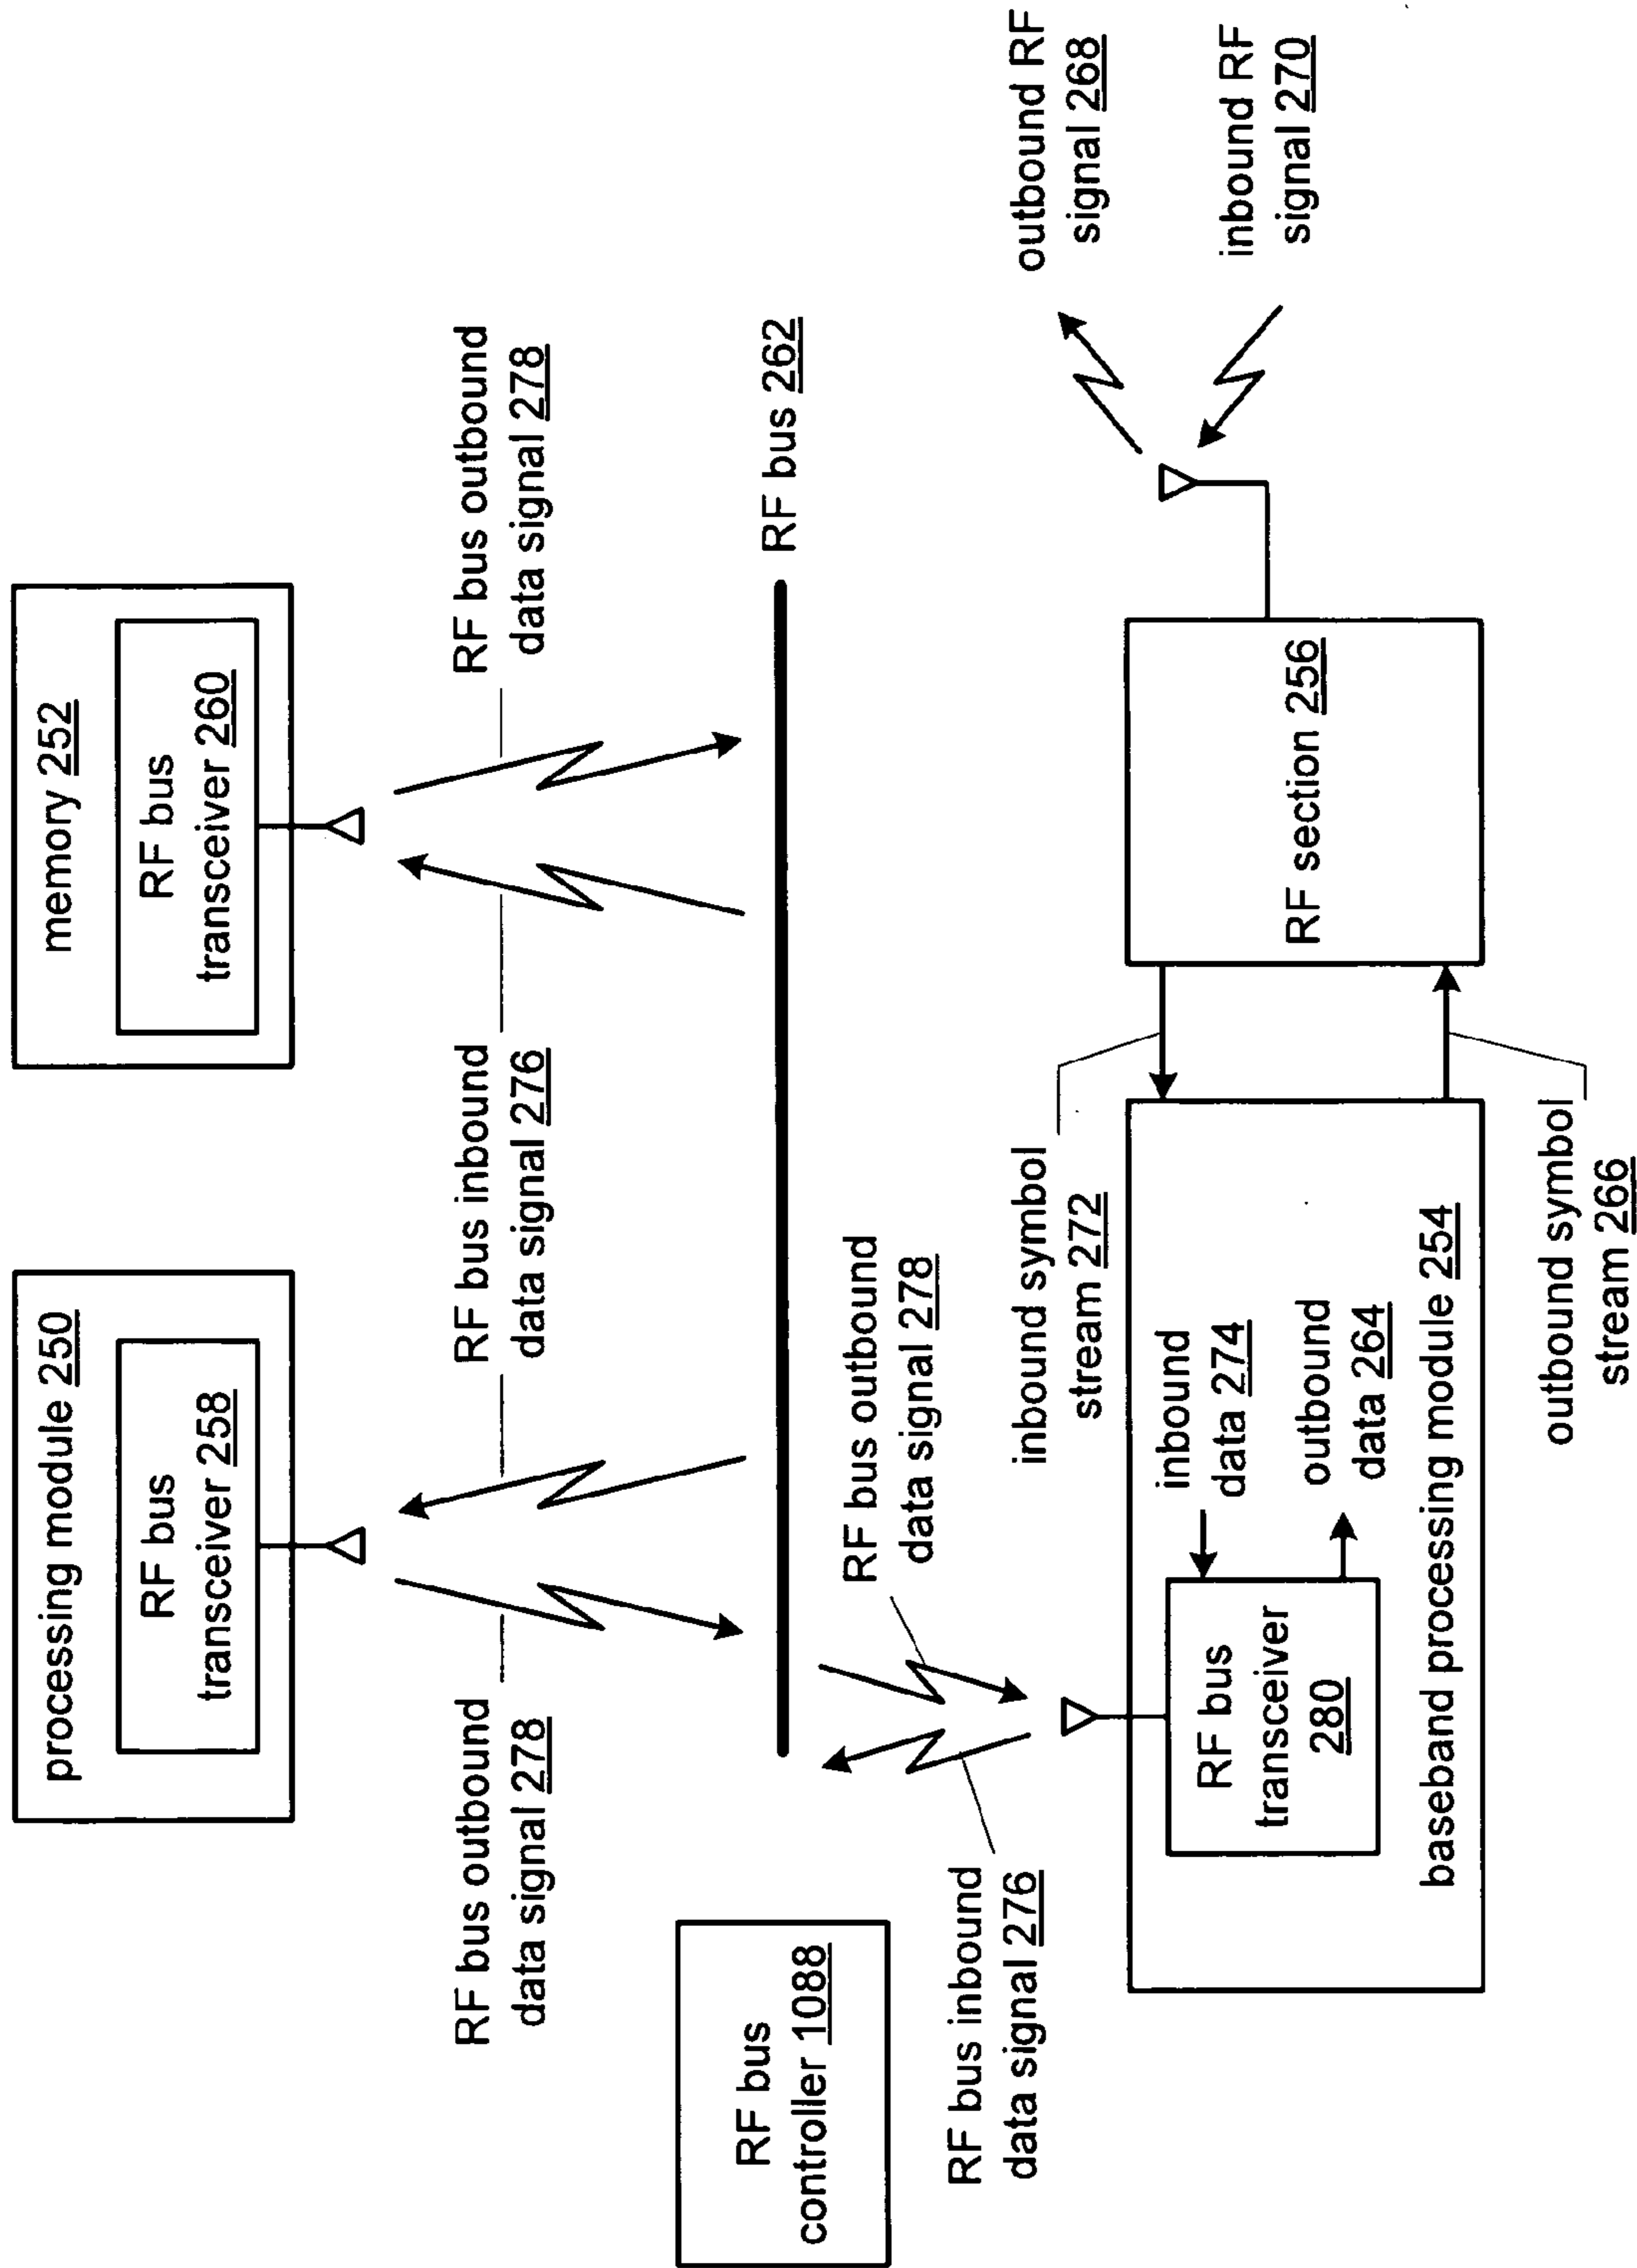 processing module 250
RF bus
transceiver 258
memory 252
RF bus
transceiver 260
RF bus outbound
data signal 278
RF bus inbound
data signal 276
RF bus outbound
data signal 278
RF bus
controller 1088
RF bus 262
RF bus inbound
data signal 276
RF bus outbound
data signal 278
inbound symbol
stream 272
outbound RF
signal 268
inbound RF
signal 270
RF bus
transceiver
280
inbound
data 274
outbound
data 264
baseband processing module 254
RF section 256
outbound symbol
stream 266